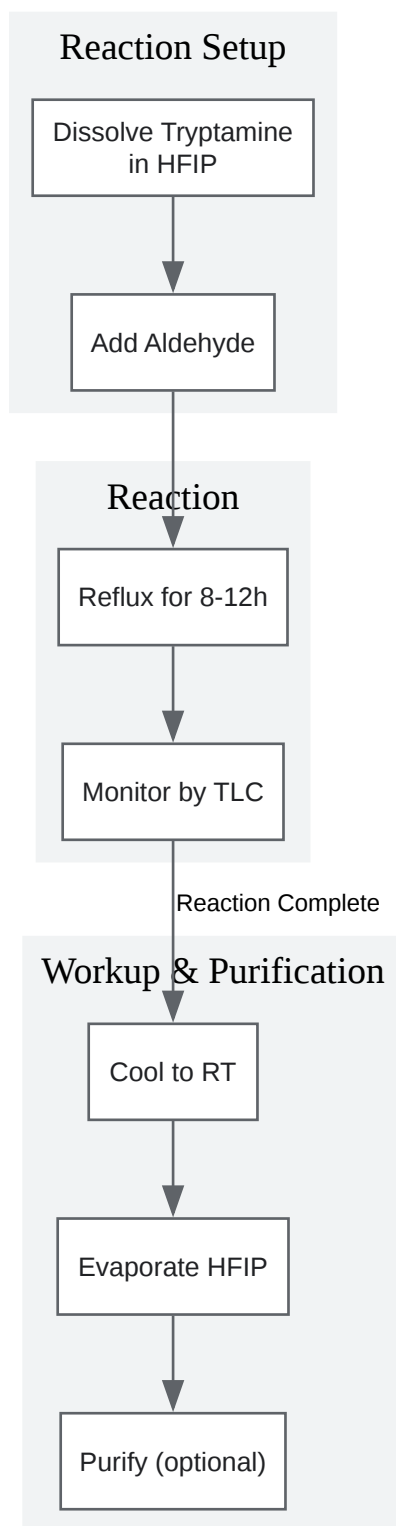 Reaction Setup
Dissolve Tryptamine
in HFIP
Add Aldehyde
Reaction
Reflux for 8-12h
Monitor by TLC
Reaction Complete
Workup & Purification
Cool to RT
Evaporate HFIP
Purify (optional)